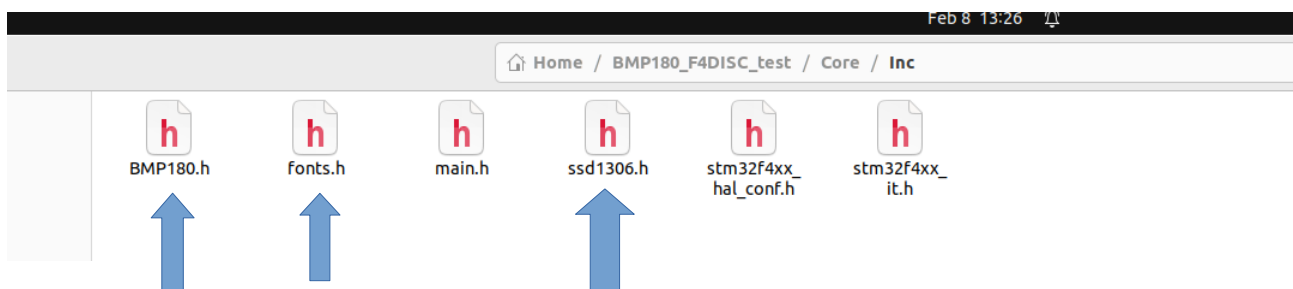 Feb 8 13:26
Home / BMP180_F4DISC_test / Core / Inc
h h h h h h
BMP180.h fonts.h main.h ssd1306.h stm32f4xx_ stm32f4xx_
hal_conf.h it.h